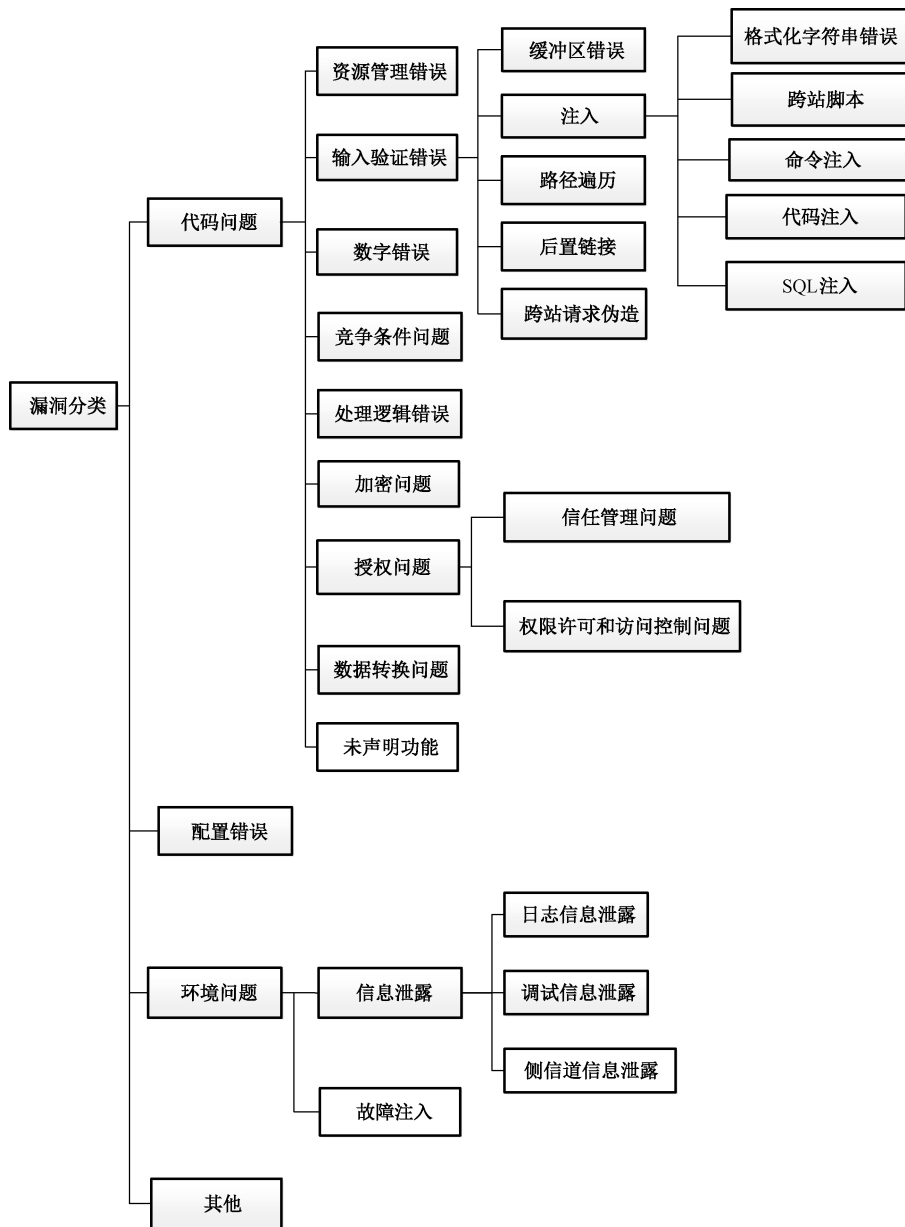 漏洞分类
代码问题
资源管理错误
输入验证错误
缓冲区错误
注入
格式化字符串错误
跨站脚本
命令注入
代码注入
SQL注入
路径遍历
后置链接
跨站请求伪造
数字错误
竞争条件问题
处理逻辑错误
加密问题
授权问题
信任管理问题
权限许可和访问控制问题
数据转换问题
未声明功能
配置错误
环境问题
信息泄露
日志信息泄露
调试信息泄露
侧信道信息泄露
故障注入
其他